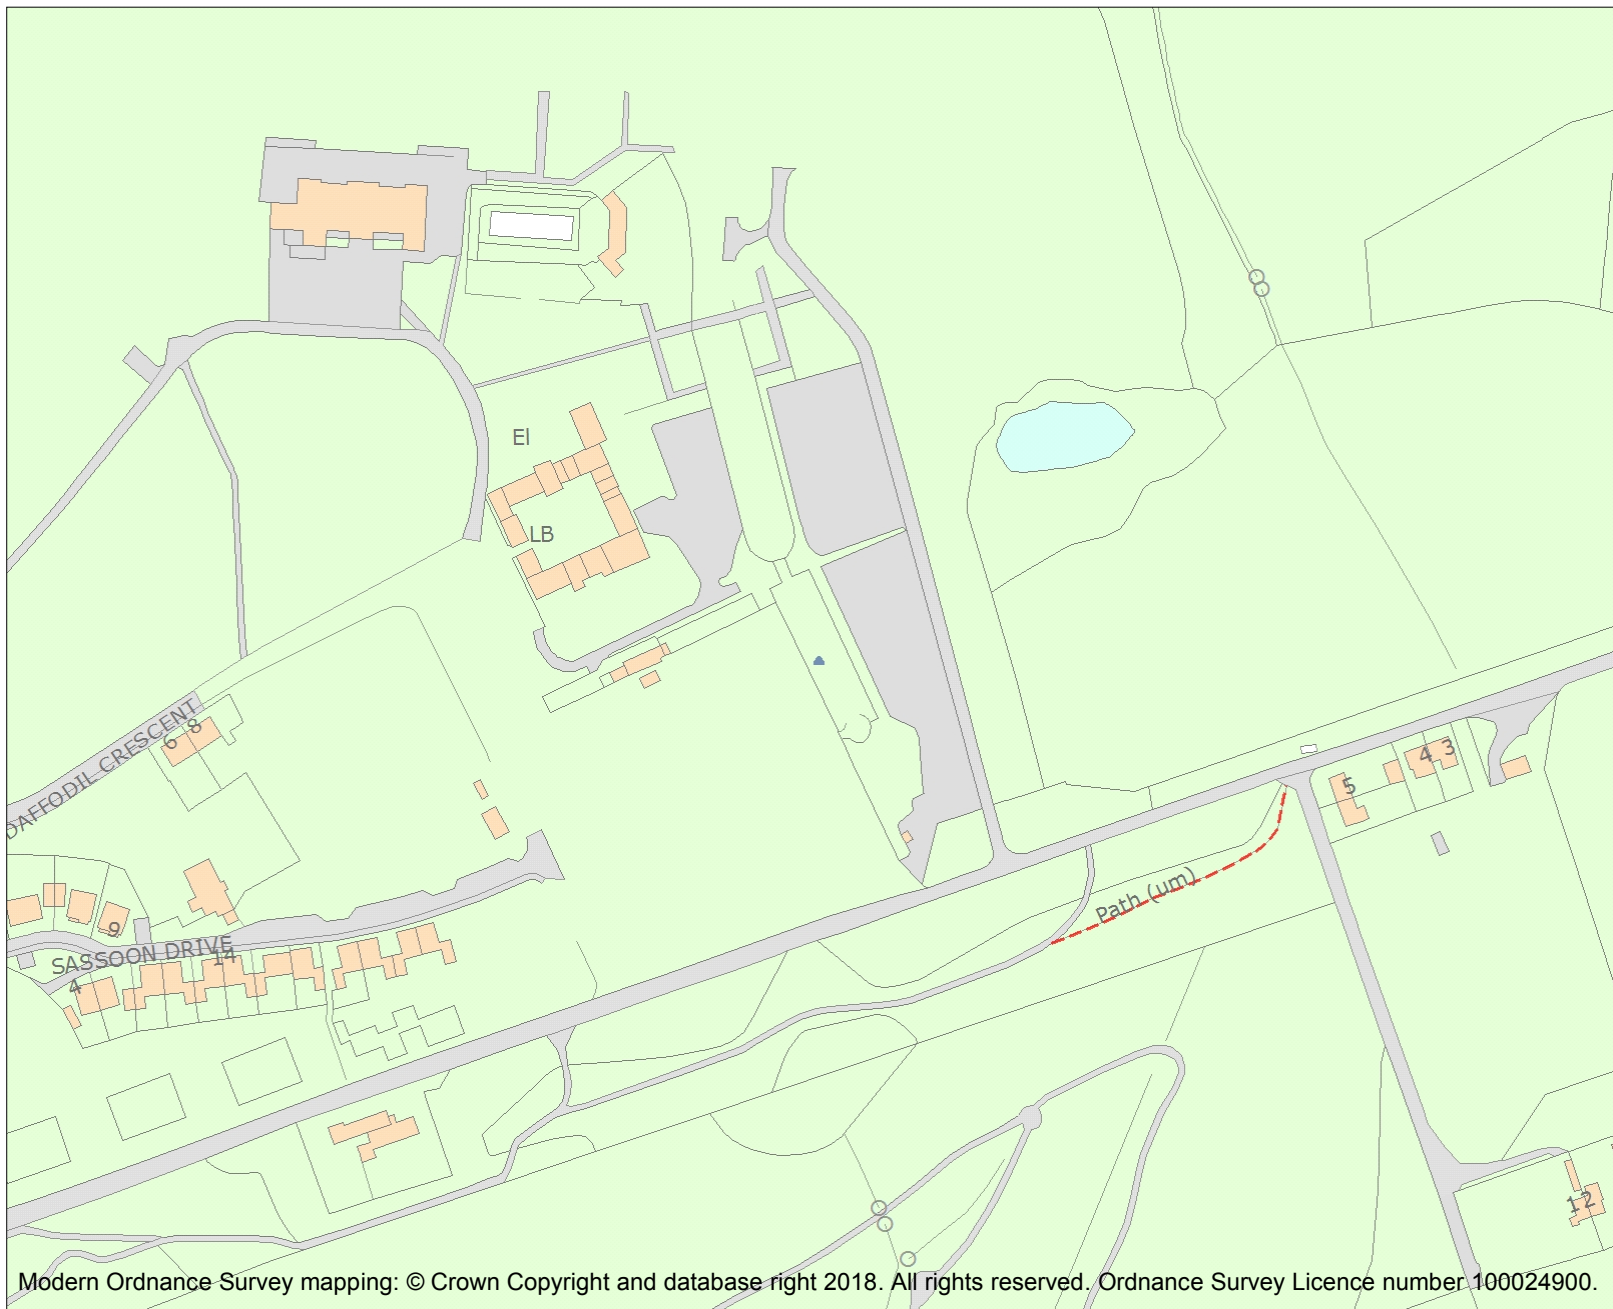 El
LB
DAFFODIL CRESCENT
6 8
5
4 3
Path (um)
9
SASSOON DRIVE
14
4
1 2
Modern Ordnance Survey mapping: © Crown Copyright and database right 2018. All rights reserved. Ordnance Survey Licence number 100024900.